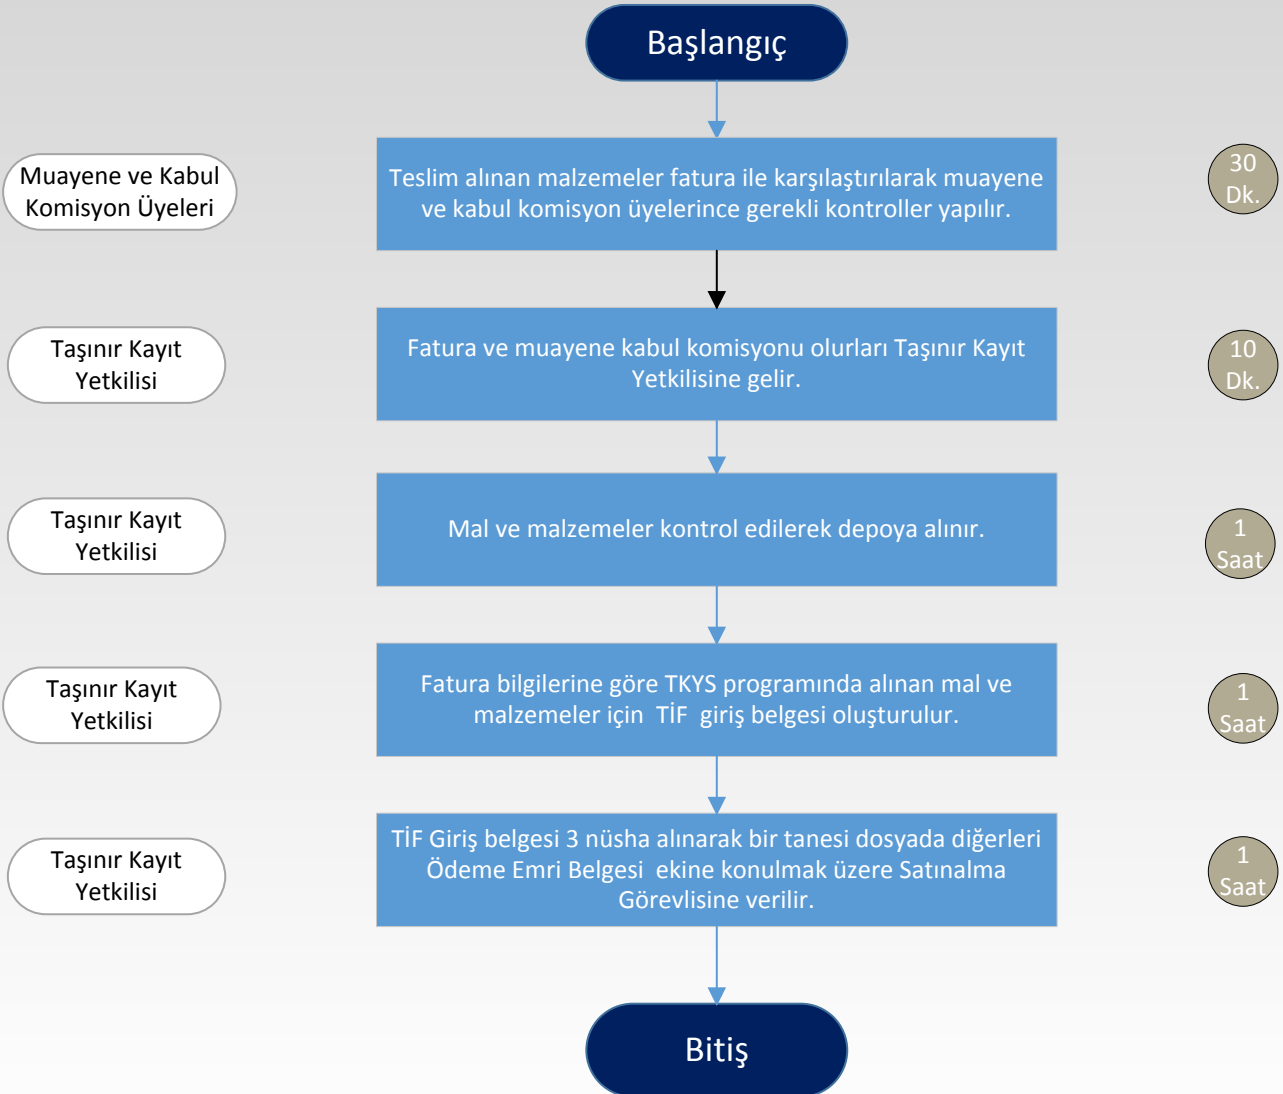 Başlangıç
Muayene ve Kabul
Komisyon Üyeleri
Teslim alınan malzemeler fatura ile karşılaştırılarak muayene
ve kabul komisyon üyelerince gerekli kontroller yapılır.
30
Dk.
Taşınır Kayıt
Yetkilisi
Fatura ve muayene kabul komisyonu olurları Taşınır Kayıt
Yetkilisine gelir.
10
Dk.
Taşınır Kayıt
Yetkilisi
Mal ve malzemeler kontrol edilerek depoya alınır.
1
Saat
Taşınır Kayıt
Yetkilisi
Fatura bilgilerine göre TKYS programında alınan mal ve
malzemeler için TİF giriş belgesi oluşturulur.
1
Saat
Taşınır Kayıt
Yetkilisi
TİF Giriş belgesi 3 nüsha alınarak bir tanesi dosyada diğerleri
Ödeme Emri Belgesi ekine konulmak üzere Satınalma
Görevlisine verilir.
1
Saat
Bitiş